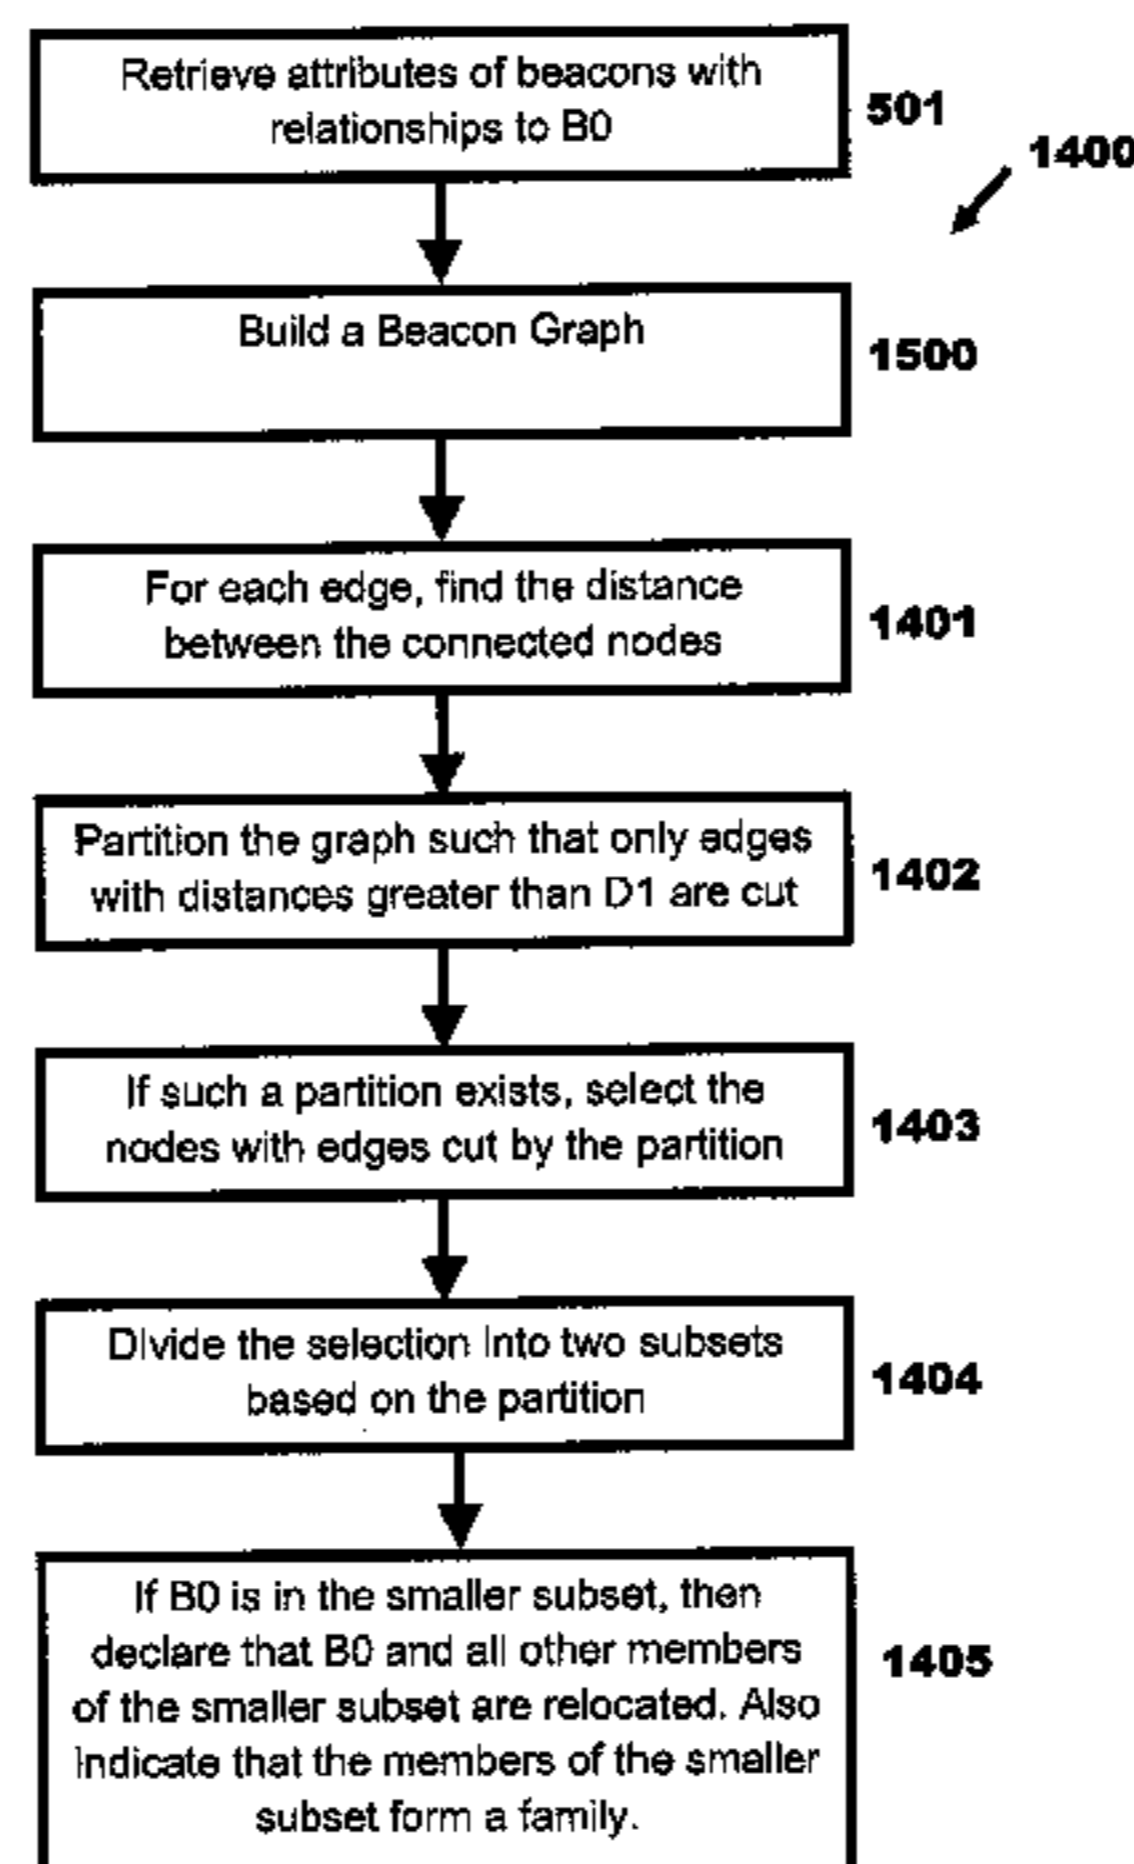 Retrieve attributes of beacons with
relationships to B0
501
1400
Build a Beacon Graph
1500
For each edge, find the distance
between the connected nodes
1401
Partition the graph such that only edges
with distances greater than D1 are cut
1402
If such a partition exists, select the
nodes with edges cut by the partition
1403
Divide the selection into two subsets
based on the partition
1404
If B0 is in the smaller subset, then
declare that B0 and all other members
of the smaller subset are relocated. Also
indicate that the members of the smaller
subset form a family.
1405